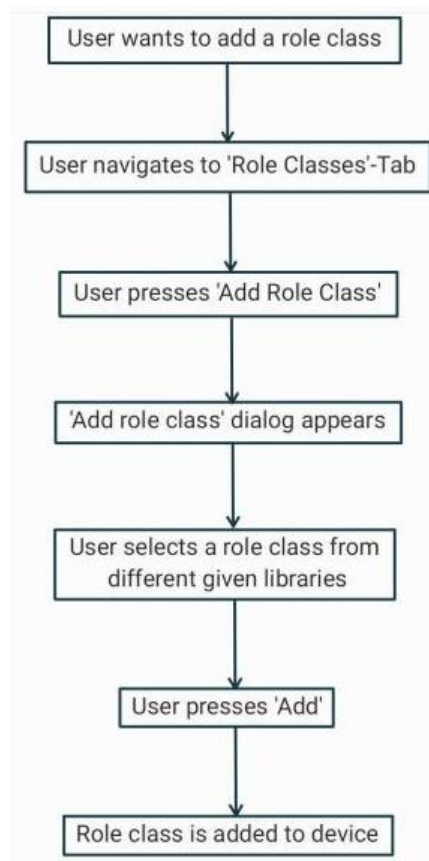 User wants to add a role class
User navigates to 'Role Classes'-Tab
User presses 'Add Role Class'
'Add role class' dialog appears
User selects a role class from
different given libraries
User presses 'Add'
Role class is added to device